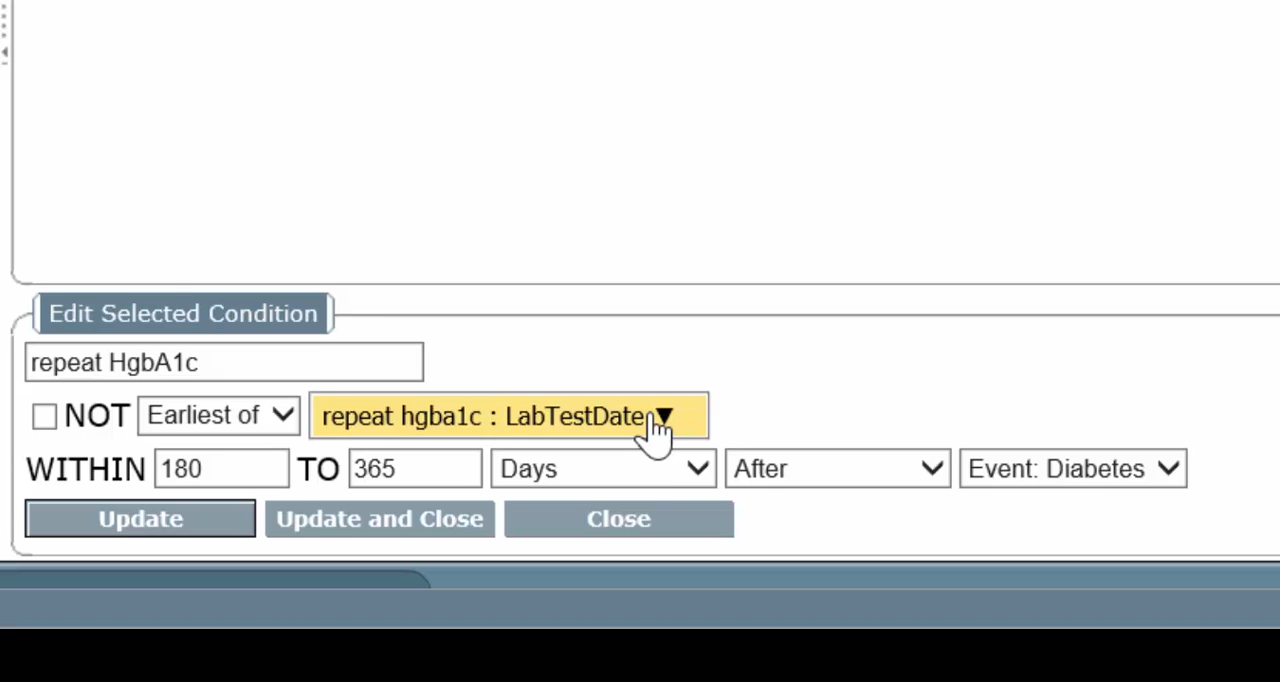 Edit Selected Condition
repeat HgbA1c
NOT Earliest of repeat hgba1c : LabTestDate
WITHIN 180 TO 365 Days After Event: Diabetes
Update Update and Close Close